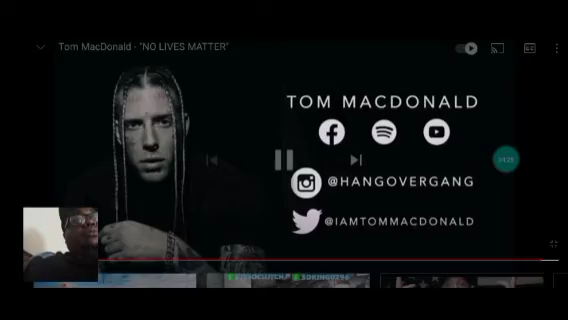 Tom MacDonald - "NO LIVES MATTER"
TOM MACDONALD
@HANGOVERGANG
@IAMTOMMACDONALD